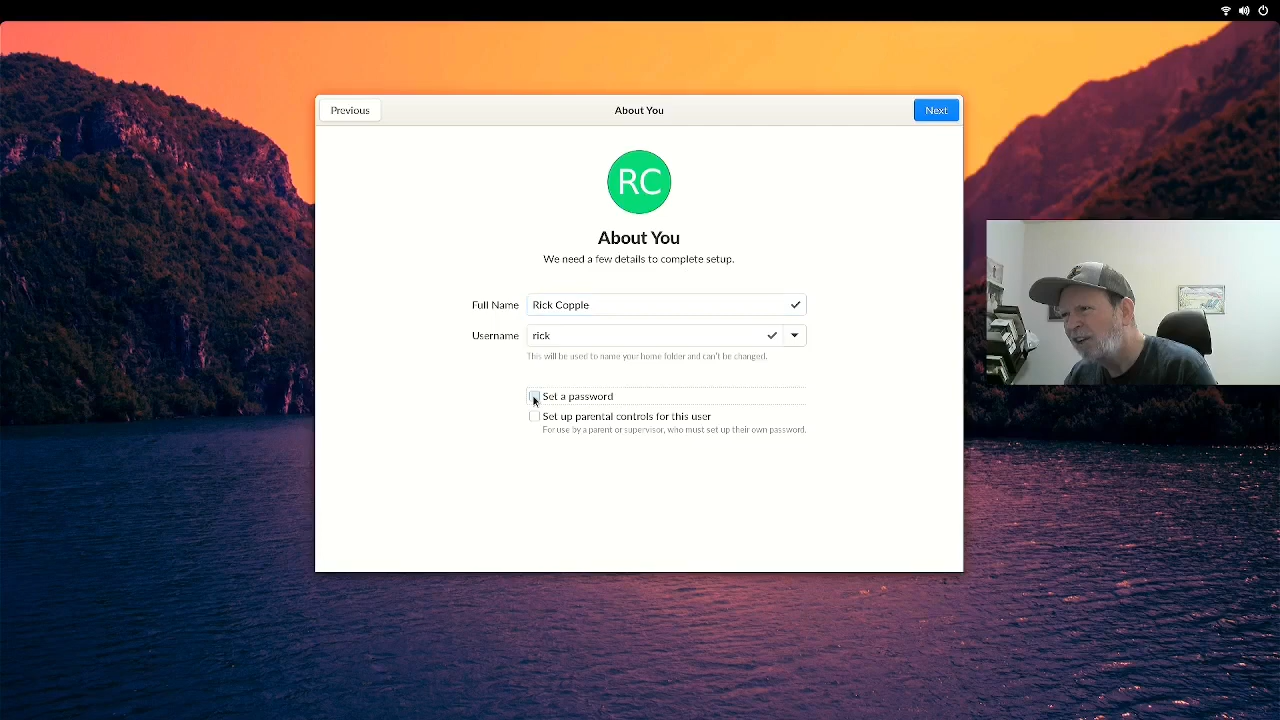 Previous
About You
Next
RC
About You
We need a few details to complete setup.
Full Name
Rick Copple
Username
rick
This will be used to name your home folder and can't be changed.
Set a password
Set up parental controls for this user
For use by a parent or supervisor, who must set up their own password.